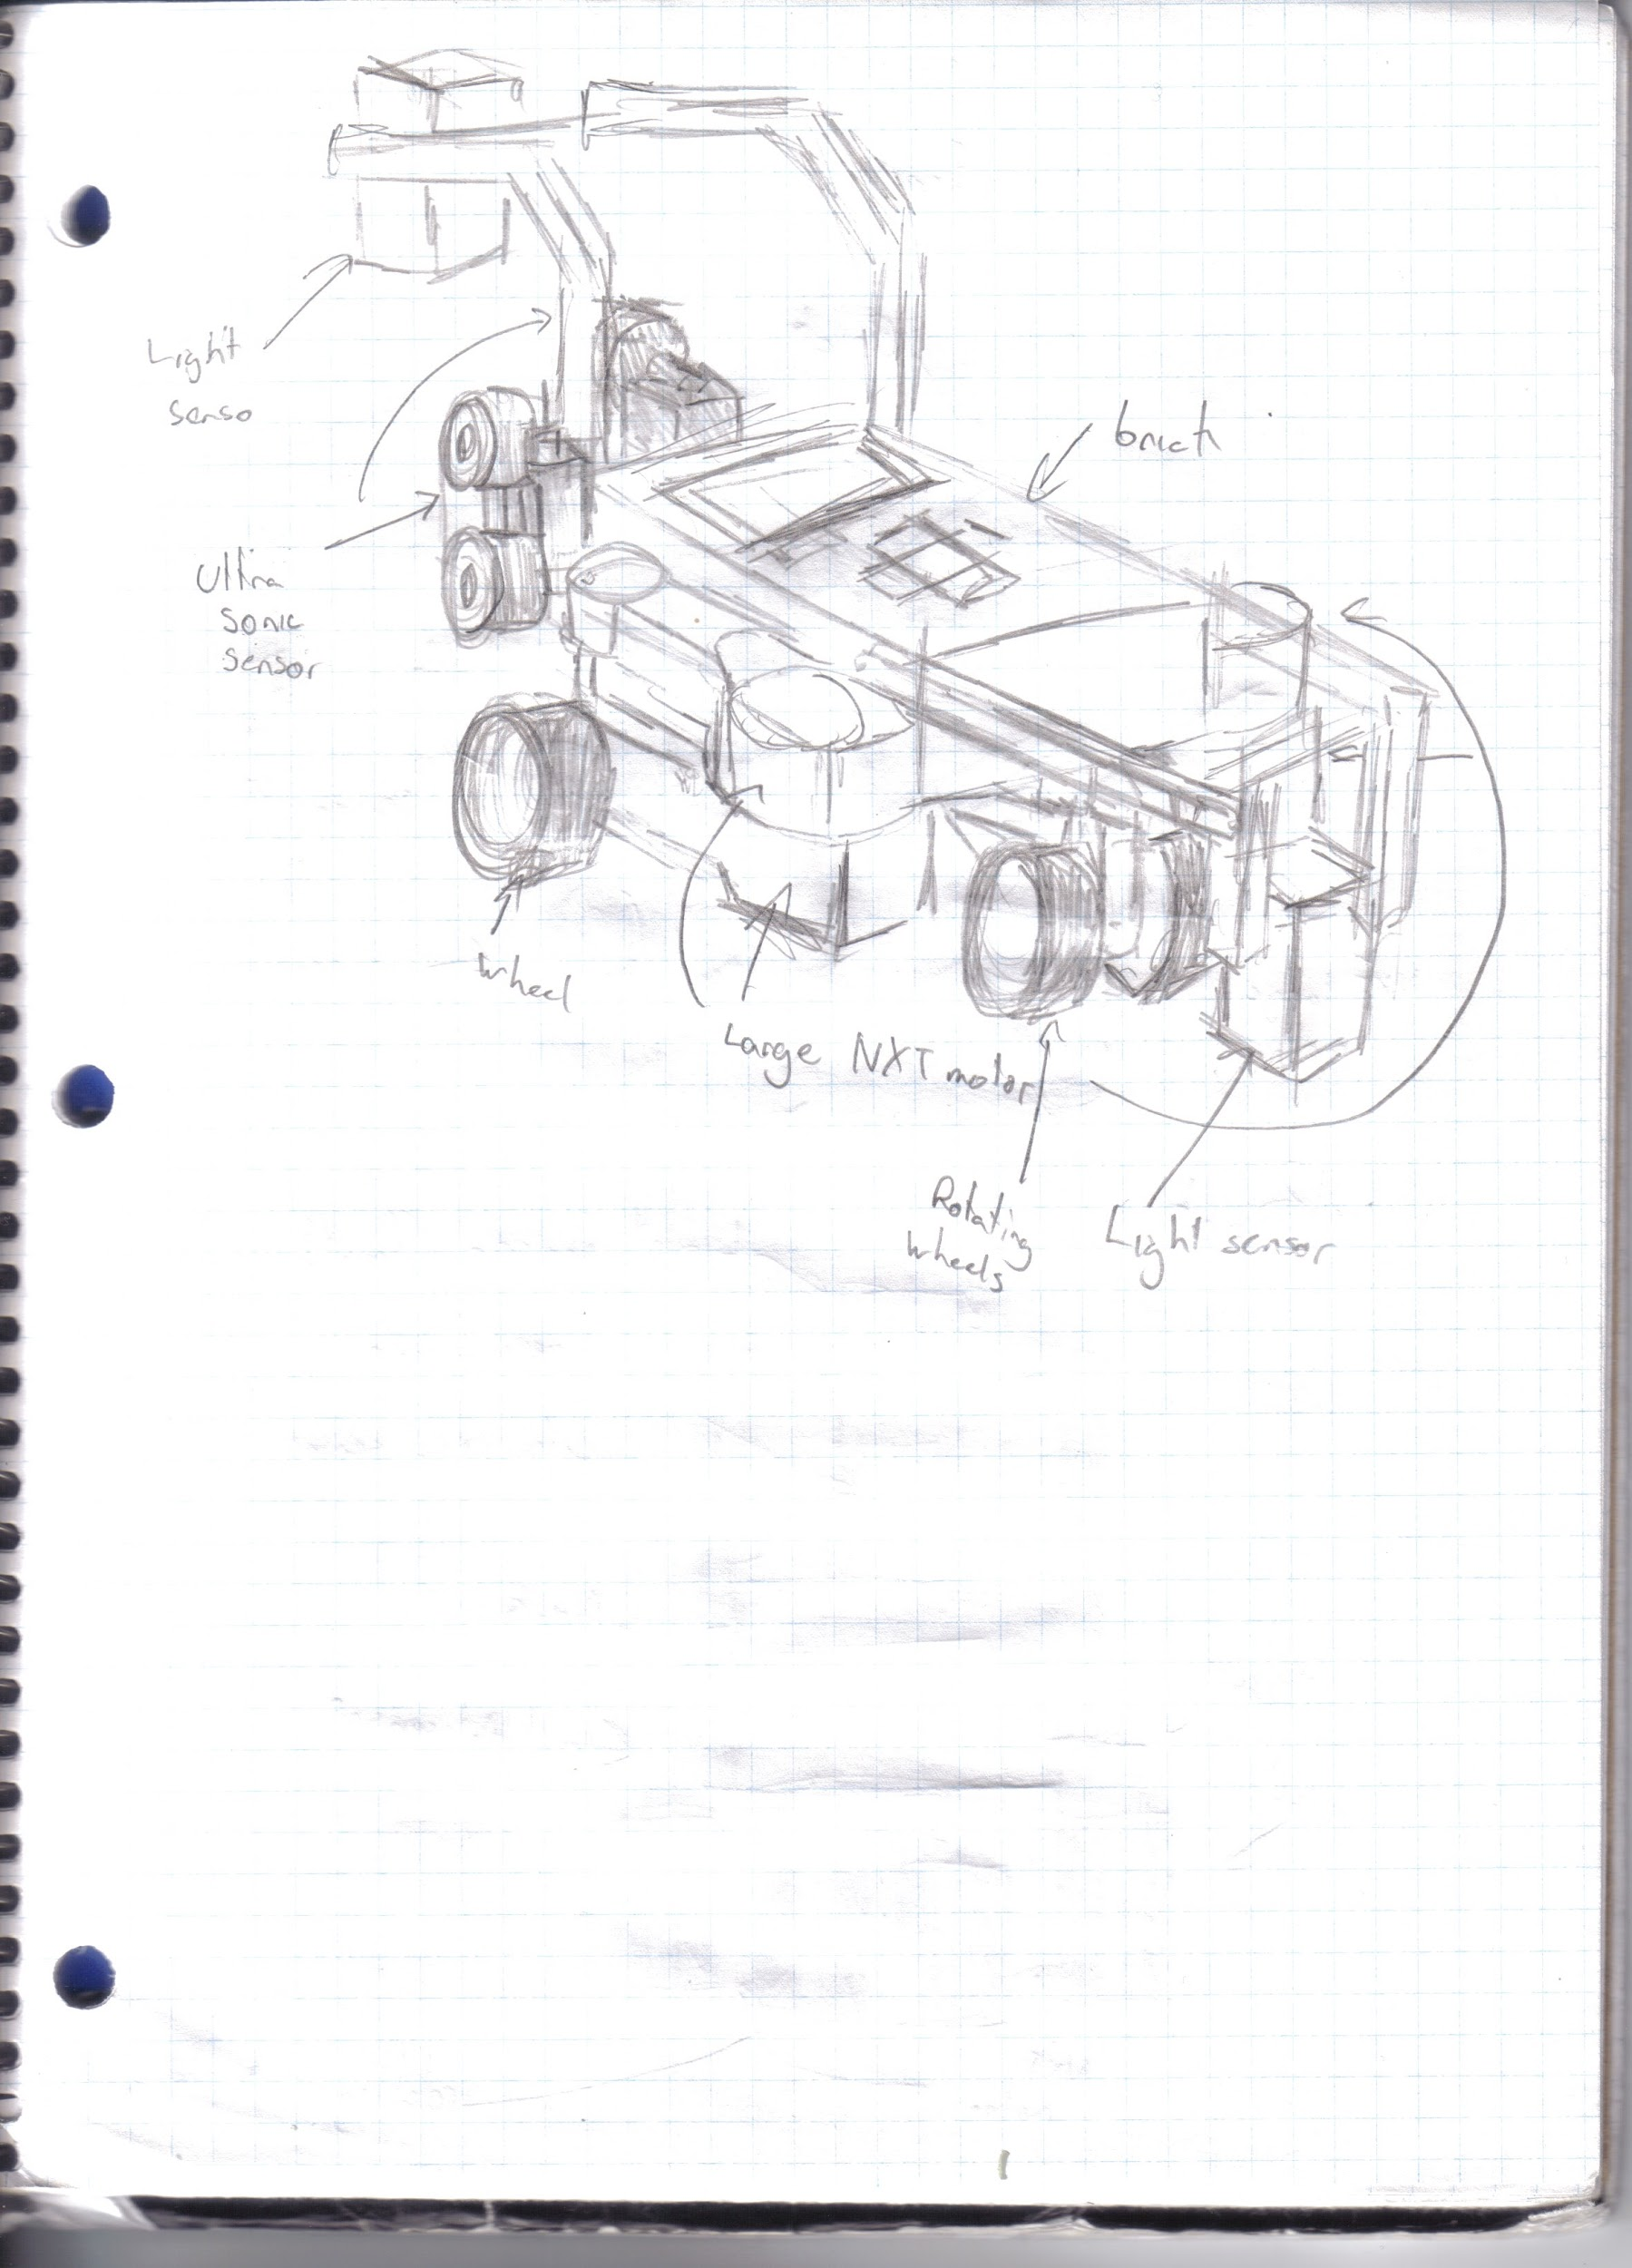 Light
senso
brick
Ultra
sonic
sensor
wheel
Large NXT motor
Rotating
wheels
Light sensor